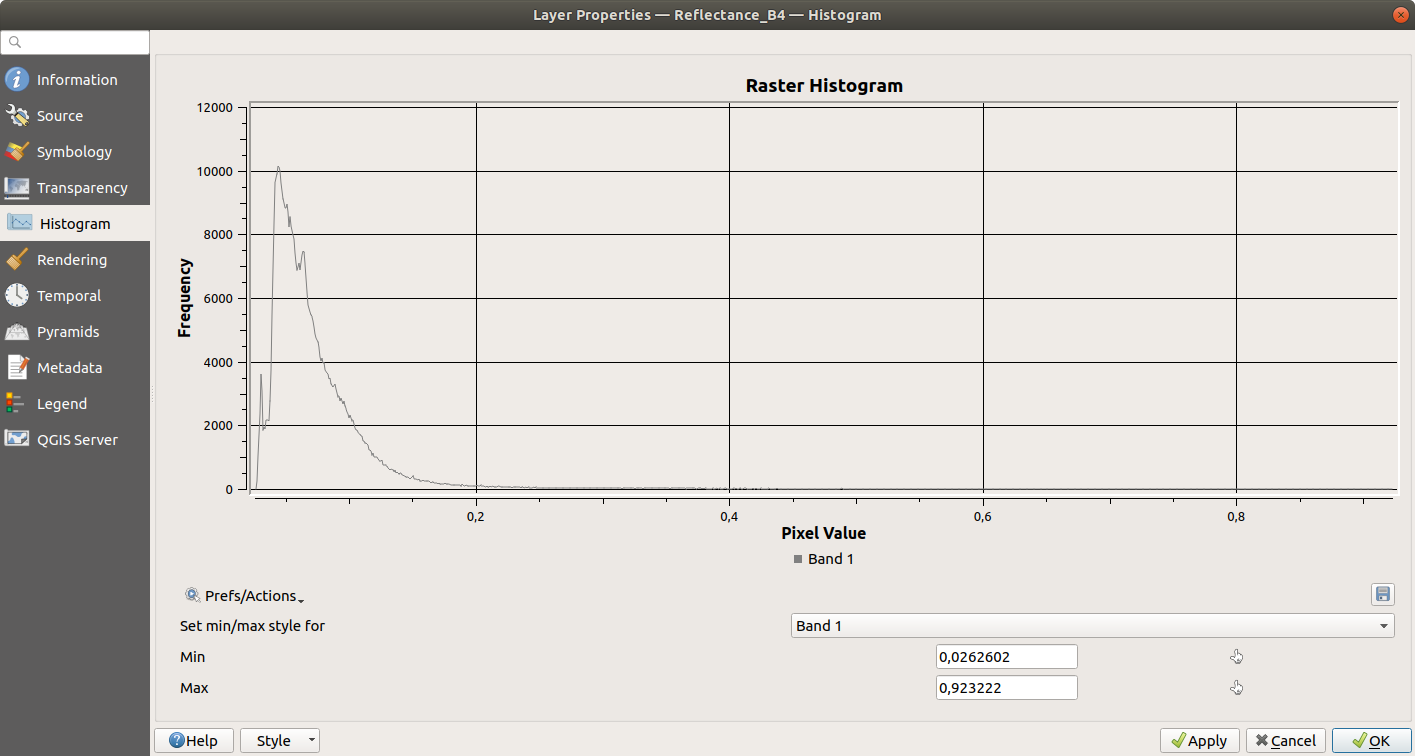 Layer Properties — Reflectance_B4 — Histogram
Information
Source
Symbology
Transparency
Histogram
Rendering
Temporal
Pyramids
Metadata
Legend
QGIS Server
Raster Histogram
12000
10000
8000
6000
4000
2000
0
Frequency
0,2 0,4 0,6 0,8
Pixel Value
Band 1
Prefs/Actions
Set min/max style for Band 1
Min 0,0262602
Max 0,923222
Help Style Apply Cancel OK